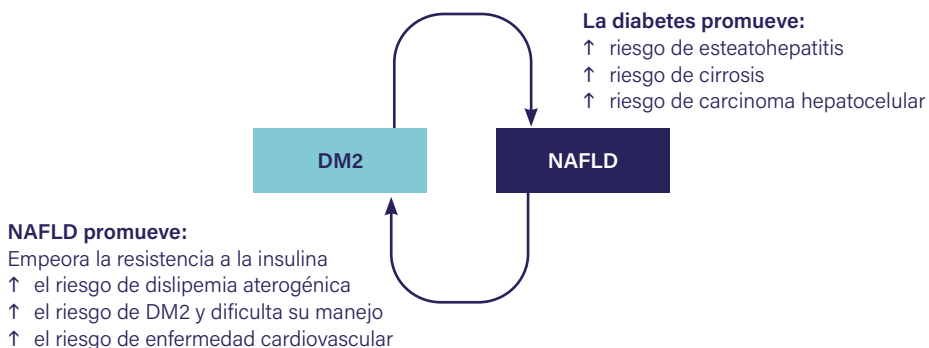 La diabetes promueve:
↑ riesgo de esteatohepatitis
↑ riesgo de cirrosis
↑ riesgo de carcinoma hepatocelular
DM2
NAFLD
NAFLD promueve:
Empeora la resistencia a la insulina
↑ el riesgo de dislipemia aterogénica
↑ el riesgo de DM2 y dificulta su manejo
↑ el riesgo de enfermedad cardiovascular